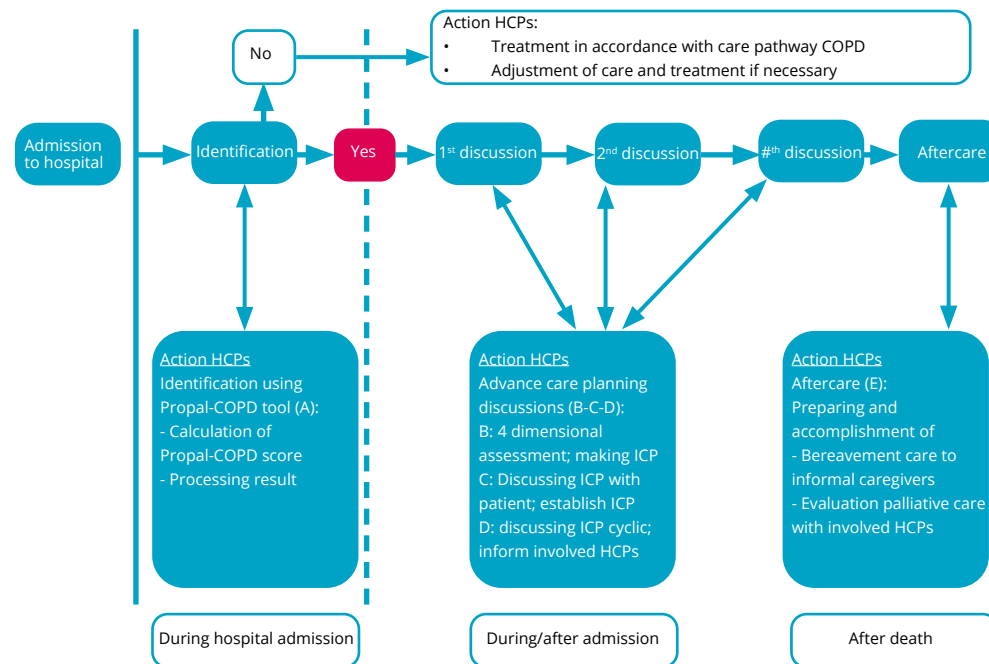 Action HCPs:
• Treatment in accordance with care pathway COPD
• Adjustment of care and treatment if necessary
No
Admission
to hospital
Identification
Yes
1st discussion
2nd discussion
#th discussion
Aftercare
Action HCPs
Identification using
Propal-COPD tool (A):
- Calculation of
Propal-COPD score
- Processing result
Action HCPs
Advance care planning
discussions (B-C-D):
B: 4 dimensional
assessment; making ICP
C: Discussing ICP with
patient; establish ICP
D: discussing ICP cyclic;
inform involved HCPs
Action HCPs
Aftercare (E):
Preparing and
accomplishment of
- Bereavement care to
informal caregivers
- Evaluation palliative care
with involved HCPs
During hospital admission
During/after admission
After death